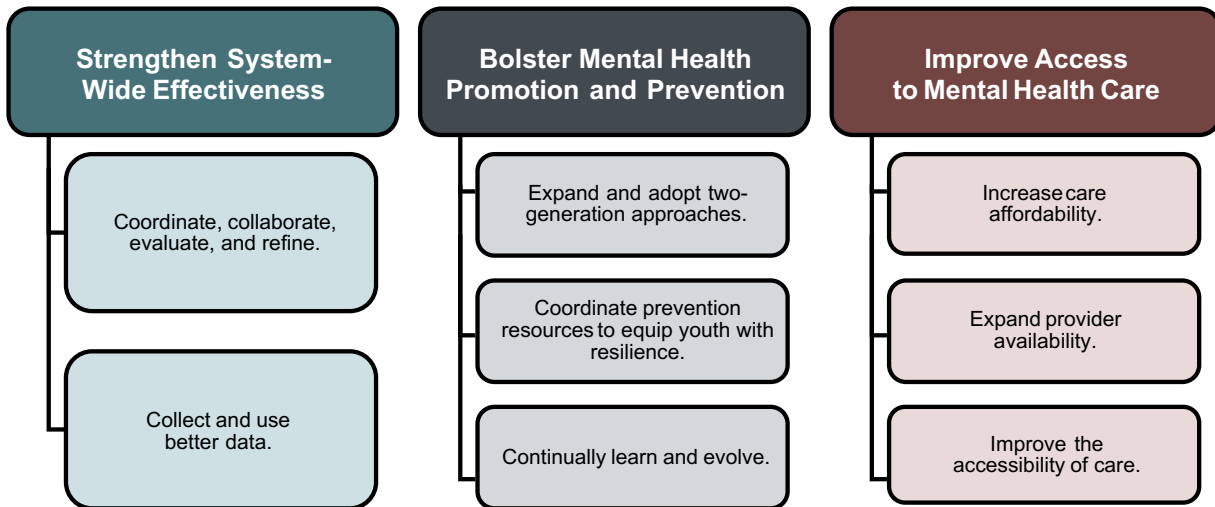 Strengthen System-
Wide Effectiveness
Coordinate, collaborate,
evaluate, and refine.
Collect and use
better data.
Bolster Mental Health
Promotion and Prevention
Expand and adopt two-
generation approaches.
Coordinate prevention
resources to equip youth with
resilience.
Continually learn and evolve.
Improve Access
to Mental Health Care
Increase care
affordability.
Expand provider
availability.
Improve the
accessibility of care.